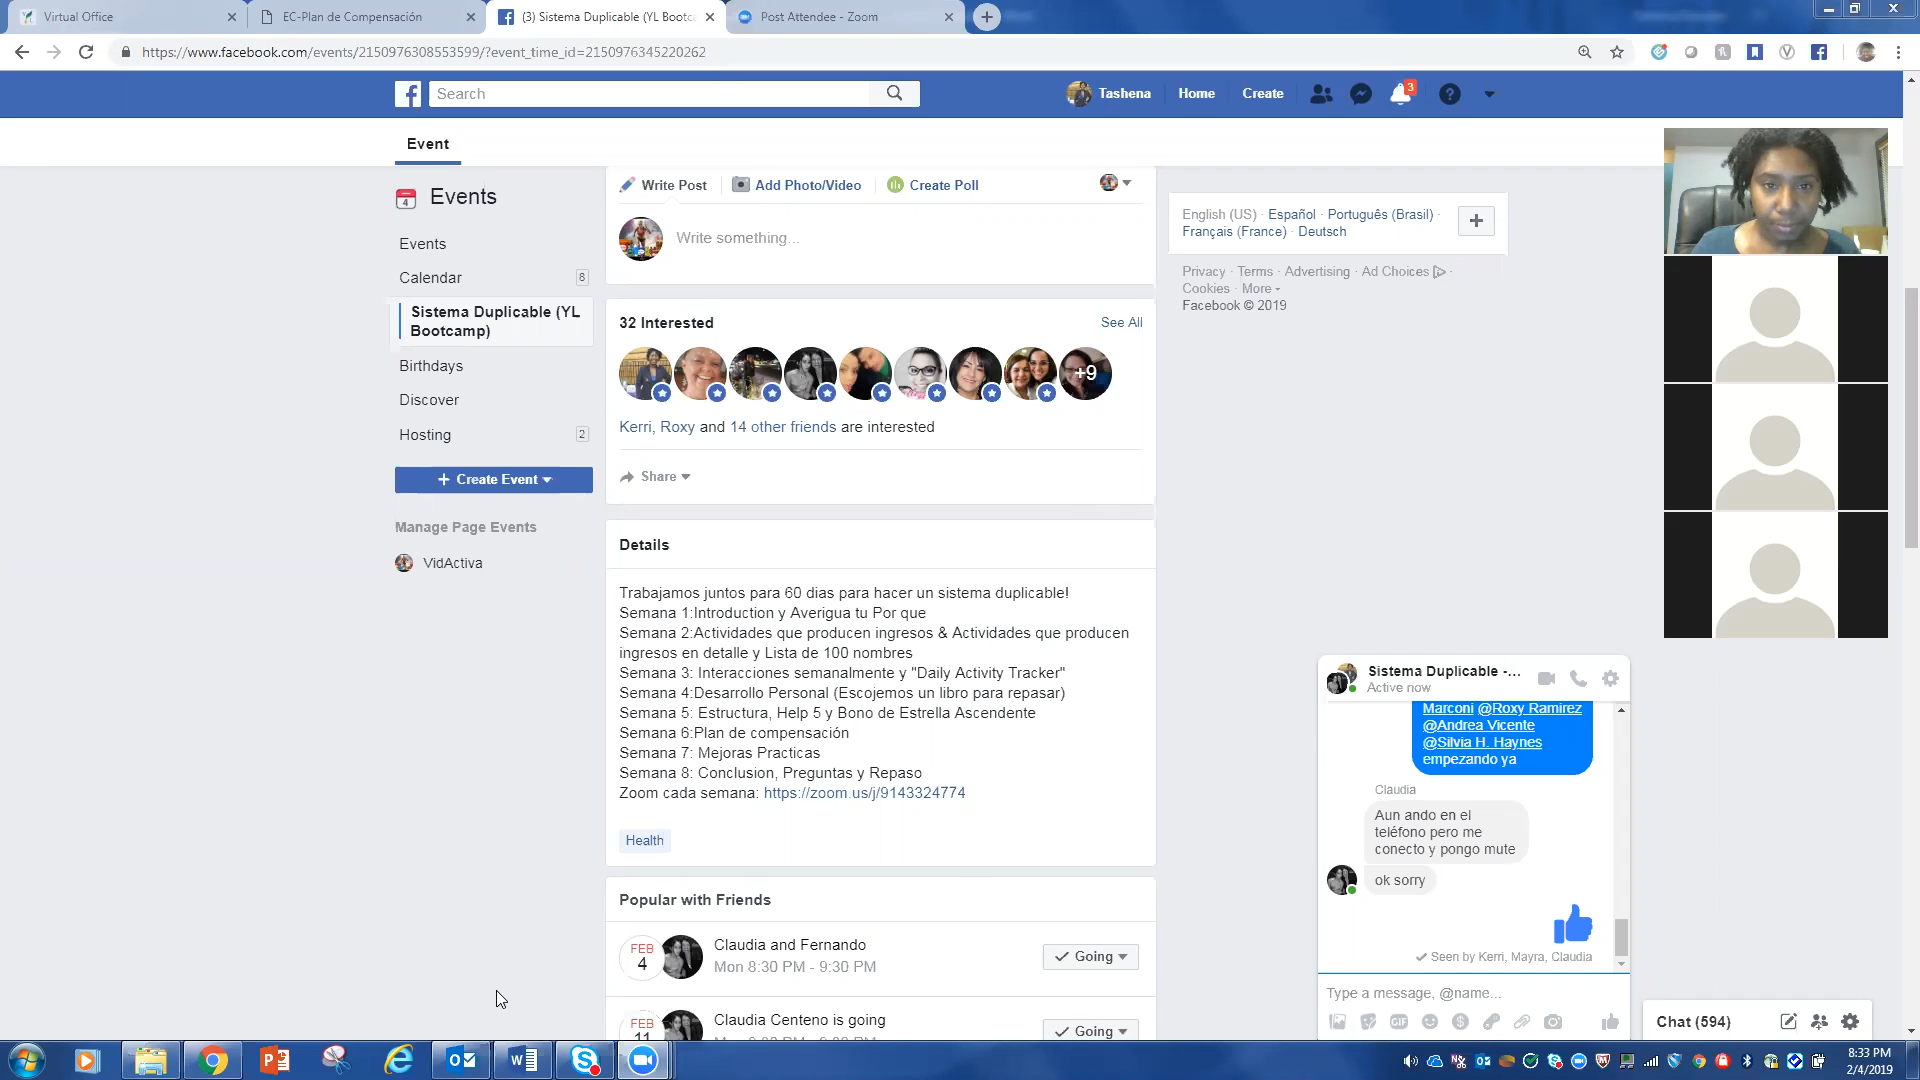 Virtual Office
EC-Plan de Compensación
(3) Sistema Duplicable (YL Bootc
Post Attendee - Zoom
https://www.facebook.com/events/2150976308553599/?event_time_id=2150976345220262
Search
Tashena
Home
Create
3
Event
4
Events
Events
Calendar
8
Sistema Duplicable (YL
Bootcamp)
Birthdays
Discover
Hosting
2
Create Event
Manage Page Events
VidActiva
Write Post
Add Photo/Video
Create Poll
Write something...
32 Interested
See All
+9
Kerri, Roxy and 14 other friends are interested
Share
Details
Trabajamos juntos para 60 dias para hacer un sistema duplicable!
Semana 1:Introduction y Averigua tu Por que
Semana 2:Actividades que producen ingresos & Actividades que producen
ingresos en detalle y Lista de 100 nombres
Semana 3: Interacciones semanalmente y "Daily Activity Tracker"
Semana 4:Desarrollo Personal (Escojemos un libro para repasar)
Semana 5: Estructura, Help 5 y Bono de Estrella Ascendente
Semana 6:Plan de compensación
Semana 7: Mejoras Practicas
Semana 8: Conclusion, Preguntas y Repaso
Zoom cada semana: https://zoom.us/j/9143324774
Health
Popular with Friends
FEB
4
Claudia and Fernando
Mon 8:30 PM - 9:30 PM
Going
FEB
11
Claudia Centeno is going
Going
English (US) · Español · Português (Brasil) ·
Français (France) · Deutsch
Privacy · Terms · Advertising · Ad Choices ·
Cookies · More
Facebook © 2019
Sistema Duplicable -...
Active now
Marconi @Roxy Ramirez
@Andrea Vicente
@Silvia H. Haynes
empezando ya
Claudia
Aun ando en el
teléfono pero me
conecto y pongo mute
ok sorry
Seen by Kerri, Mayra, Claudia
Type a message, @name...
GIF
Chat (594)
8:33 PM
2/4/2019